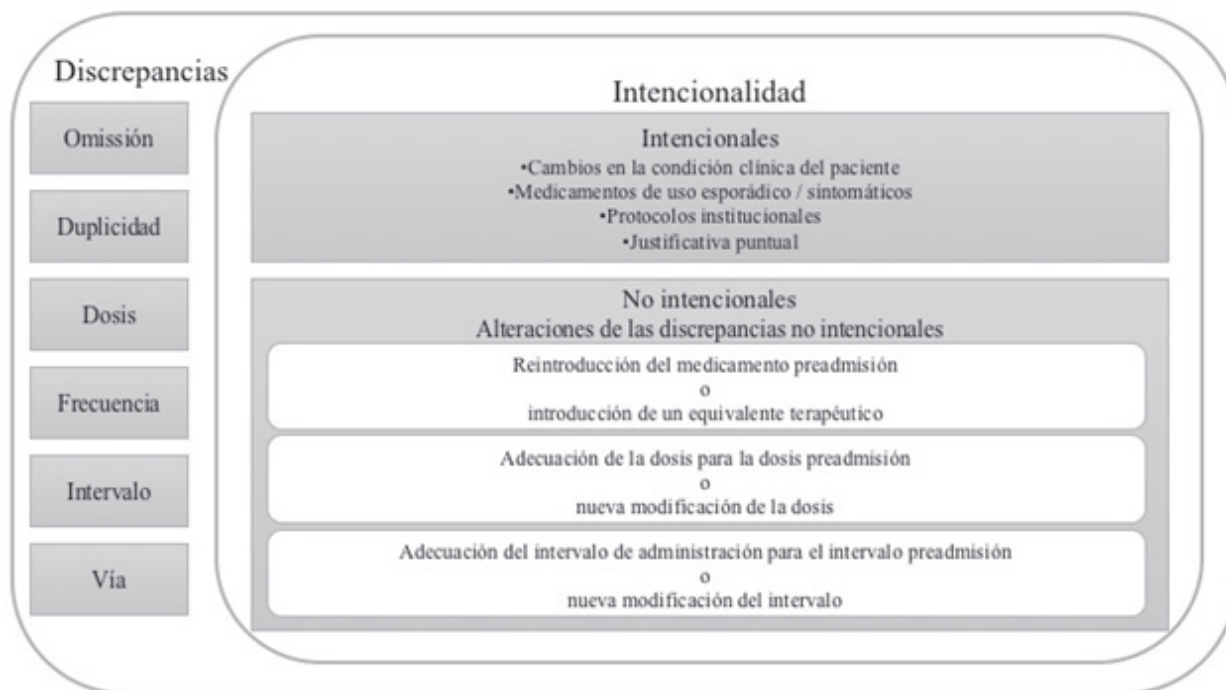 Discrepancias
Omissión
Duplicidad
Dosis
Frecuencia
Intervalo
Vía
Intencionalidad
Intencionales
•Cambios en la condición clínica del paciente
•Medicamentos de uso esporádico / sintomáticos
•Protocolos institucionales
•Justificativa puntual
No intencionales
Alteraciones de las discrepancias no intencionales
Reintroducción del medicamento preadmisión
o
introducción de un equivalente terapéutico
Adecuación de la dosis para la dosis preadmisión
o
nueva modificación de la dosis
Adecuación del intervalo de administración para el intervalo preadmisión
o
nueva modificación del intervalo